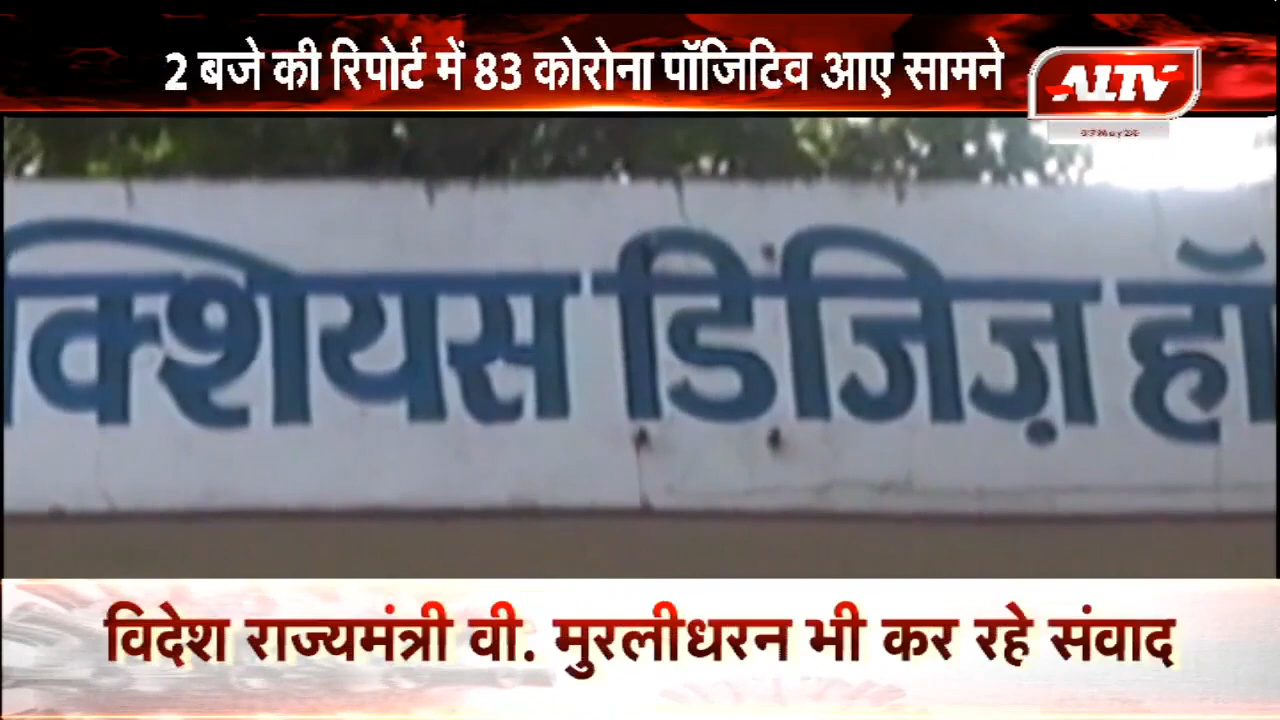 2 बजे की रिपोर्ट में 83 कोरोना पॉजिटिव आए सामने
ALTV
क्शियस डिजिज़ हॉ
विदेश राज्यमंत्री वी. मुरलीधरन भी कर रहे संवाद